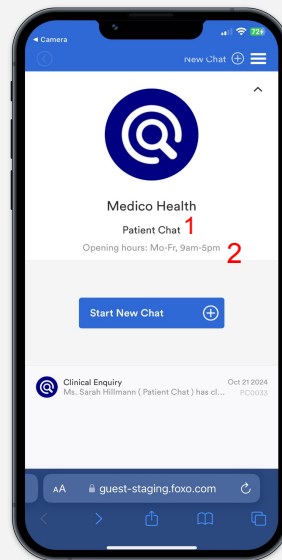 Camera
72
New Chat
Medico Health
Patient Chat 1
Opening hours: Mo-Fr, 9am-5pm 2
Start New Chat
Clinical Enquiry Oct 21 2024
Ms. Sarah Hillmann ( Patient Chat ) has cl... PC0033
AA guest-staging.foxo.com